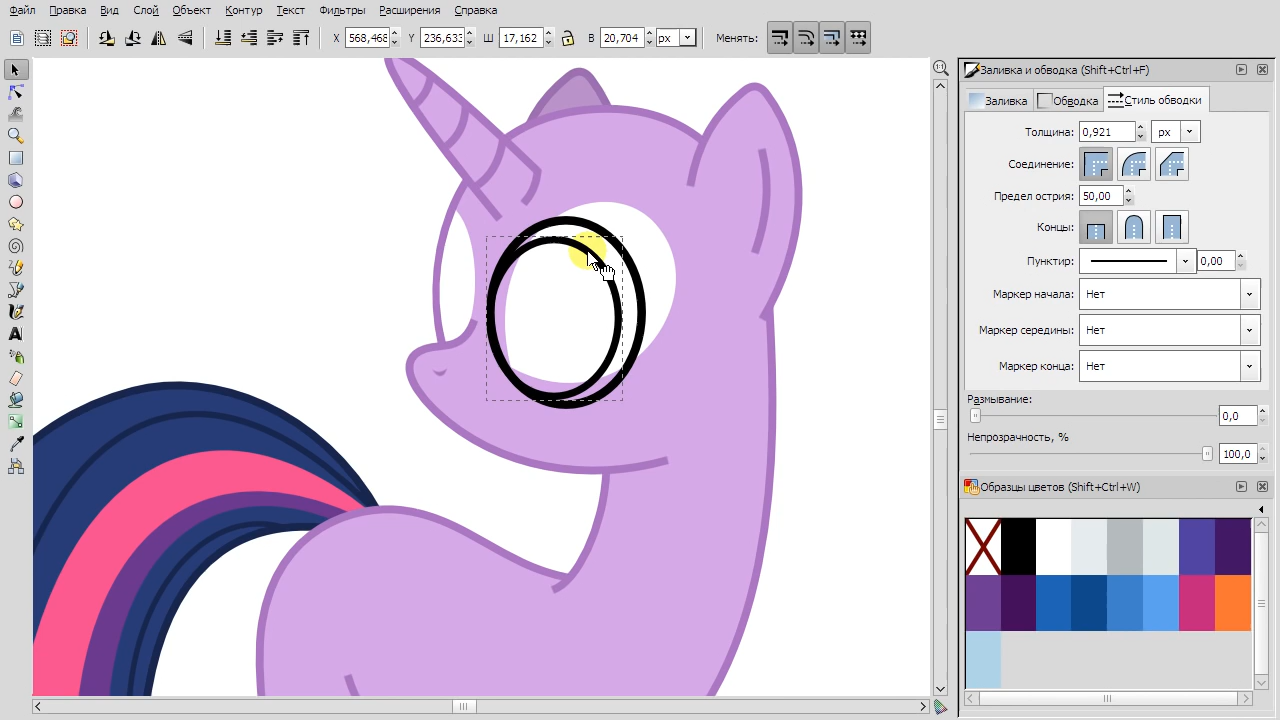 Файл Правка Вид Слой Объект Контур Текст Фильтры Расширения Справка
X 568,468 Y 236,633 Ш 17,162 В 20,704 px Менять:
1:1
Заливка и обводка (Shift+Ctrl+F)
Заливка Обводка Стиль обводки
Толщина: 0,921 px
Соединение:
Предел острия: 50,00
Концы:
Пунктир: 0,00
Маркер начала: Нет
Маркер середины: Нет
Маркер конца: Нет
Размывание:
0,0
Непрозрачность, %
100,0
Образцы цветов (Shift+Ctrl+W)